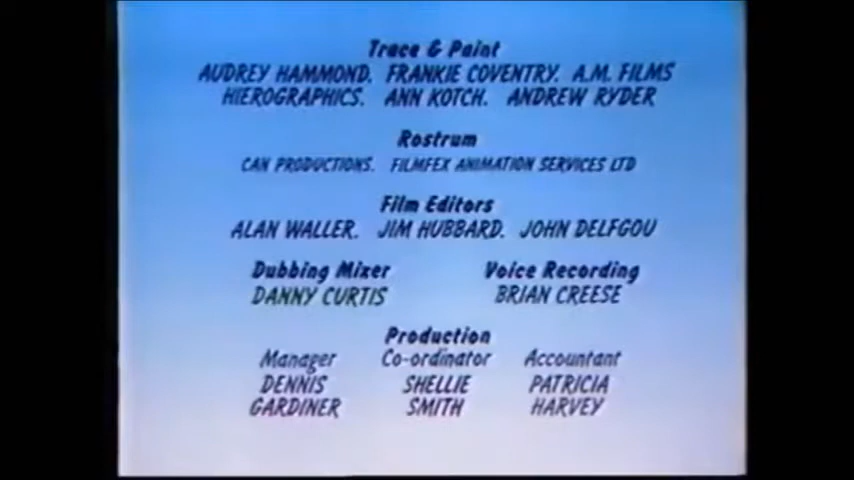 Trace & Paint
AUDREY HAMMOND. FRANKIE COVENTRY. A.M. FILMS
HIEROGRAPHICS. ANN KOTCH. ANDREW RYDER
Rostrum
CAN PRODUCTIONS. FILMFEX ANIMATION SERVICES LTD
Film Editors
ALAN WALLER. JIM HUBBARD. JOHN DELFGOU
Dubbing Mixer Voice Recording
DANNY CURTIS BRIAN CREESE
Production
Manager Co-ordinator Accountant
DENNIS SHELLIE PATRICIA
GARDINER SMITH HARVEY